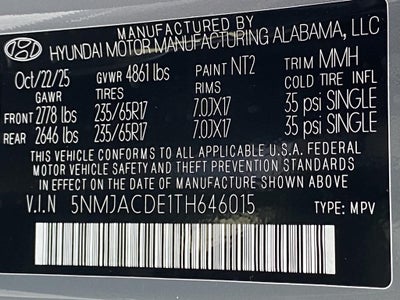 MANUFACTURED BY
HYUNDAI MOTOR MANUFACTURING ALABAMA, LLC
Oct/22/25 GVWR 4861 lbs PAINT NT2 TRIM MMH
GAWR TIRES RIMS COLD TIRE INFL
FRONT 2778 lbs 235/65R17 7.0JX17 35 psi SINGLE
REAR 2646 lbs 235/65R17 7.0JX17 35 psi SINGLE
THIS VEHICLE CONFORMS TO ALL APPLICABLE U.S.A. FEDERAL
MOTOR VEHICLE SAFETY AND THEFT PREVENTION STANDARDS
IN EFFECT ON THE DATE OF MANUFACTURE SHOWN ABOVE
V.I.N 5NMJACDE1TH646015 TYPE: MPV